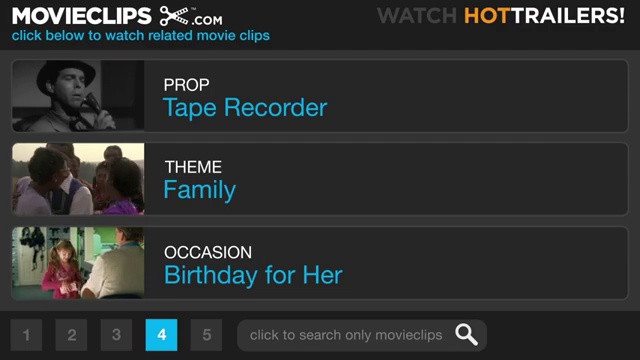 MOVIECLIPS.COM™
WATCH HOTTRAILERS!
click below to watch related movie clips
PROP
Tape Recorder
THEME
Family
OCCASION
Birthday for Her
1 2 3 4 5
click to search only movieclips